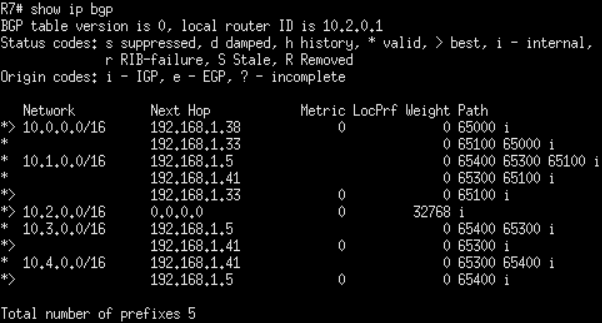 R7# show ip bgp
BGP table version is 0, local router ID is 10.2.0.1
Status codes: s suppressed, d damped, h history, * valid, > best, i - internal,
              r RIB-failure, S Stale, R Removed
Origin codes: i - IGP, e - EGP, ? - incomplete

   Network          Next Hop            Metric LocPrf Weight Path
*> 10.0.0.0/16      192.168.1.38             0             0 65000 i
*                   192.168.1.33                           0 65100 65000 i
*  10.1.0.0/16      192.168.1.5                            0 65400 65300 65100 i
*                   192.168.1.41                           0 65300 65100 i
*>                  192.168.1.33             0             0 65100 i
*> 10.2.0.0/16      0.0.0.0                  0         32768 i
*  10.3.0.0/16      192.168.1.5                            0 65400 65300 i
*>                  192.168.1.41             0             0 65300 i
*  10.4.0.0/16      192.168.1.41                           0 65300 65400 i
*>                  192.168.1.5              0             0 65400 i

Total number of prefixes 5